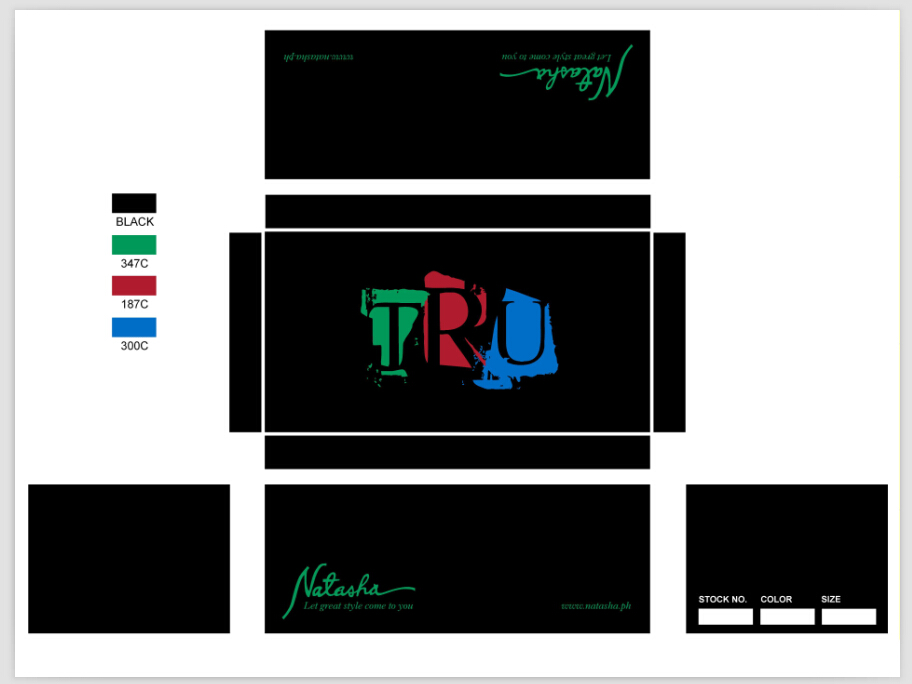 www.natasha.ph
Let great style come to you
Natasha
BLACK
347C
187C
300C
TRU
Natasha
Let great style come to you
www.natasha.ph
STOCK NO. COLOR SIZE